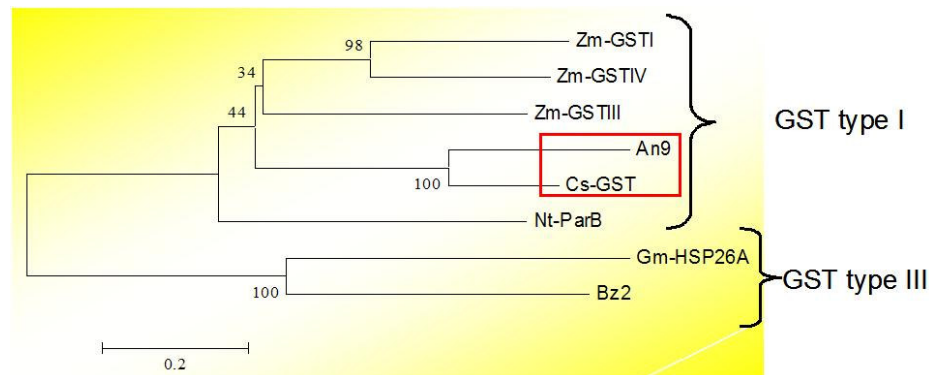 Zm-GSTI
98
Zm-GSTIV
34
Zm-GSTIII
44
GST type I
An9
100
Cs-GST
Nt-ParB
Gm-HSP26A
GST type III
100
Bz2
0.2